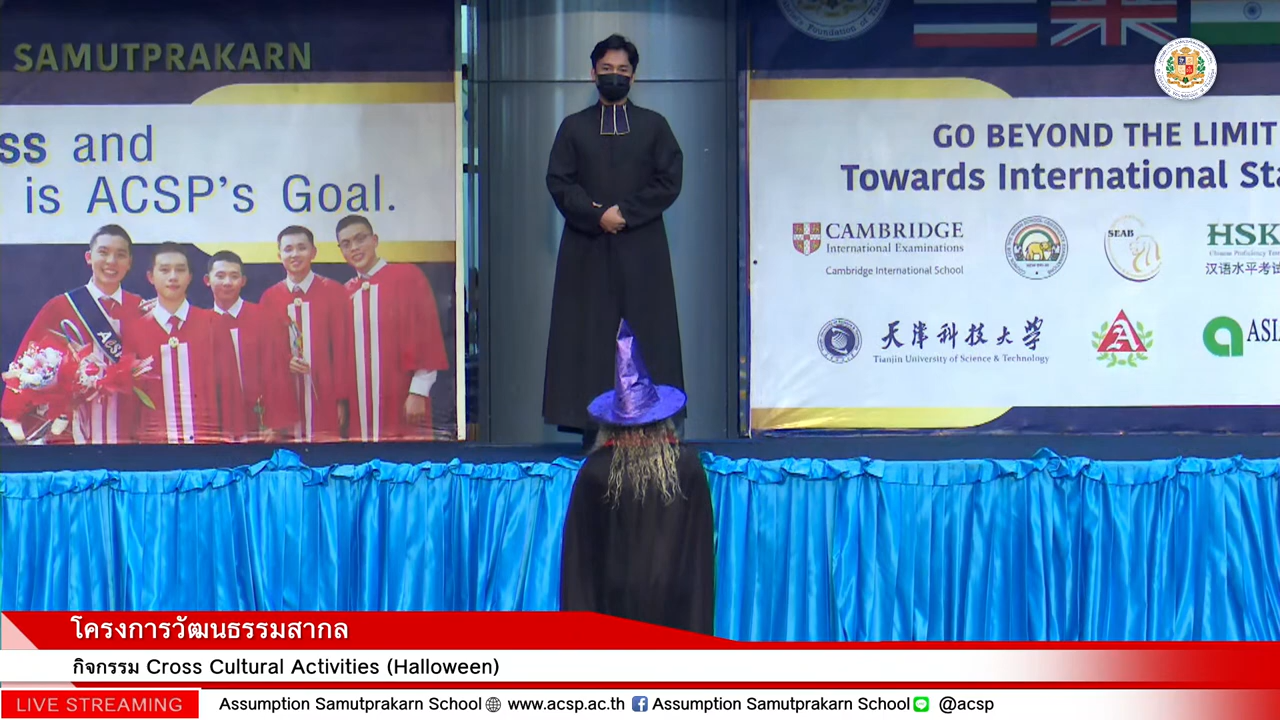 SAMUTPRAKARN
ss and
is ACSP's Goal.
ACSP
GO BEYOND THE LIMIT
Towards International Sta
CAMBRIDGE
International Examinations
Cambridge International School
SEAB
HSK
汉语水平考试
天津科技大学
Tianjin University of Science & Technology
A
a
ASIA
โครงการวัฒนธรรมสากล
กิจกรรม Cross Cultural Activities (Halloween)
LIVE STREAMING
Assumption Samutprakarn School www.acsp.ac.th Assumption Samutprakarn School @acsp